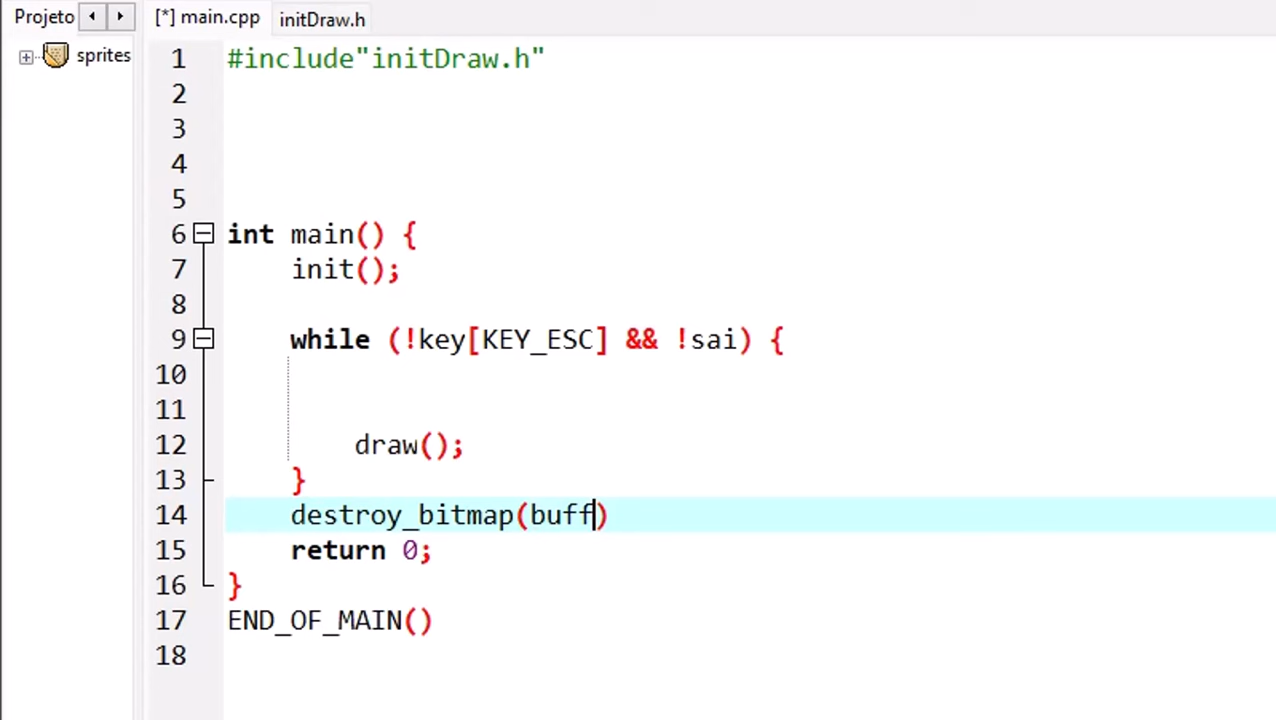 Projeto
[*] main.cpp initDraw.h
sprites
1 #include"initDraw.h"
2
3
4
5
6 int main() {
7 init();
8
9 while (!key[KEY_ESC] && !sai) {
10
11
12 draw();
13 }
14 destroy_bitmap(buff)
15 return 0;
16 }
17 END_OF_MAIN()
18